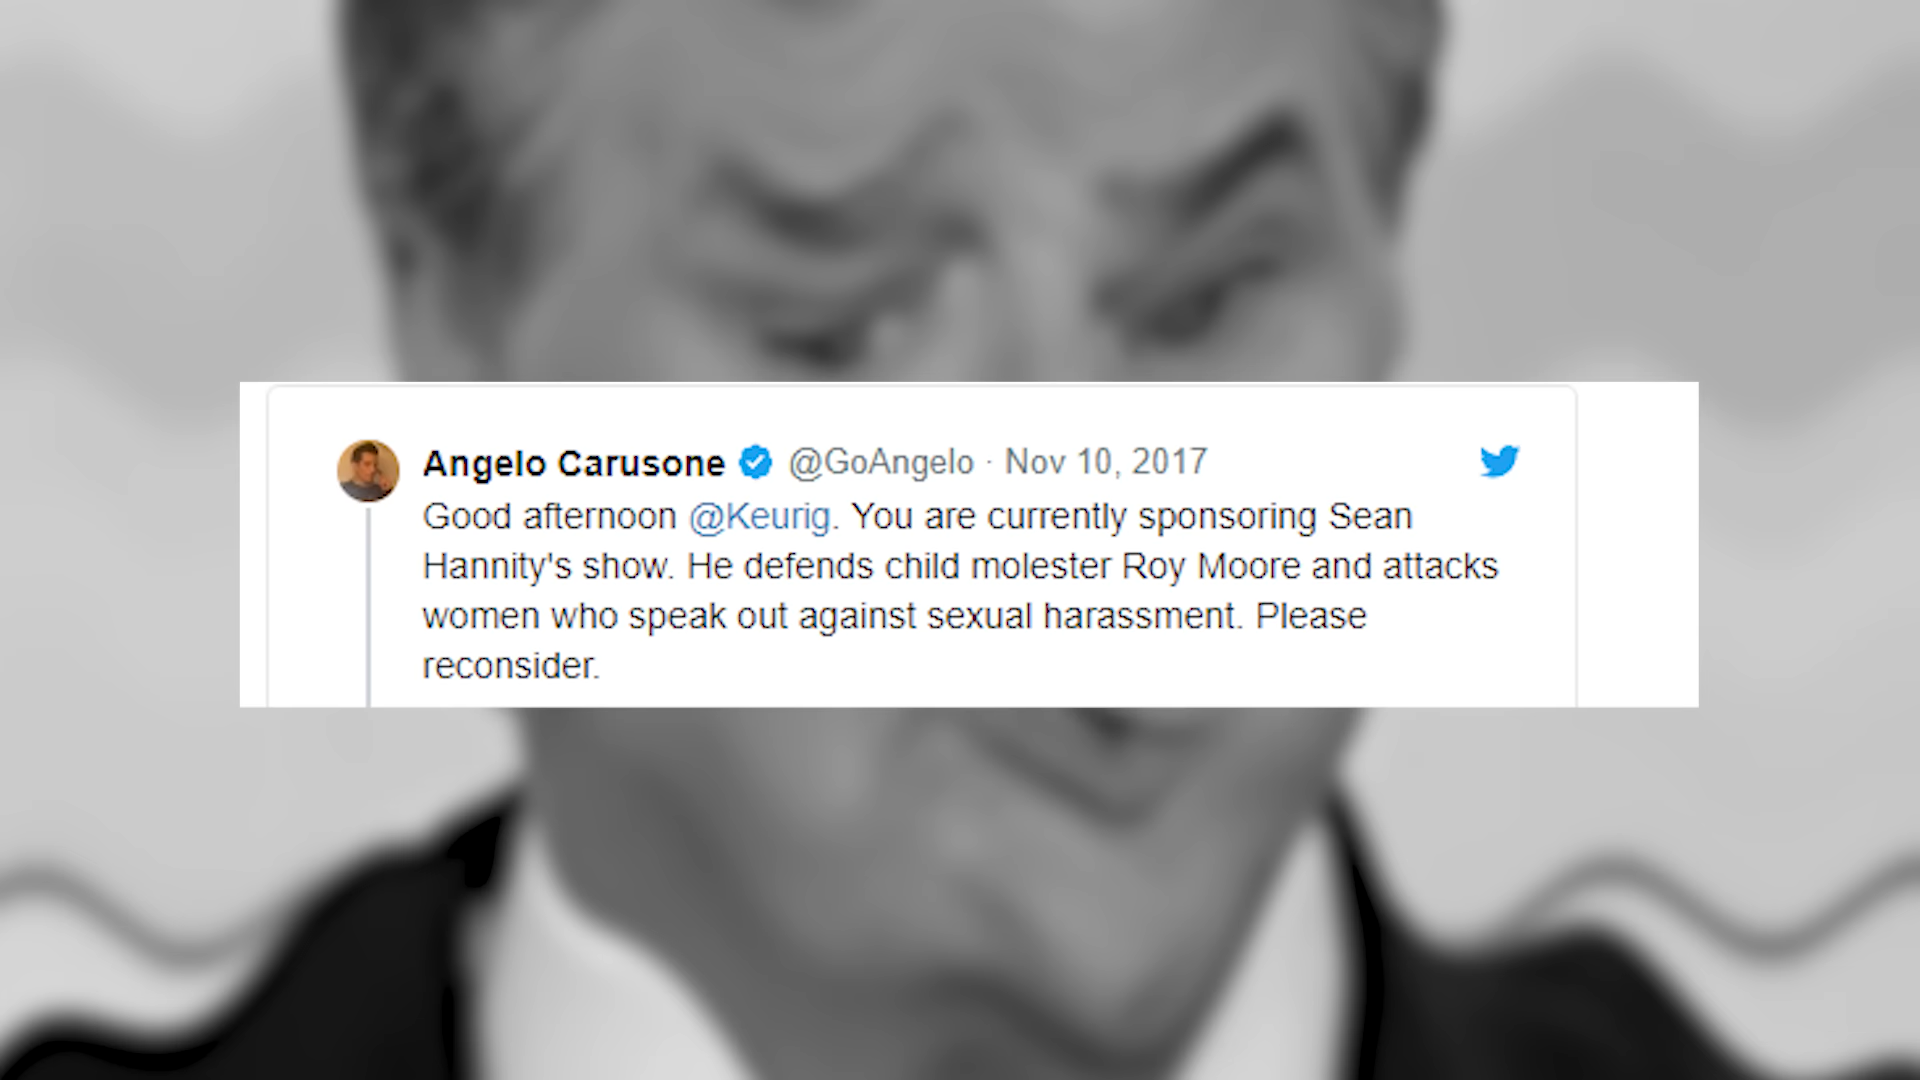 Angelo Carusone @GoAngelo · Nov 10, 2017
Good afternoon @Keurig. You are currently sponsoring Sean
Hannity's show. He defends child molester Roy Moore and attacks
women who speak out against sexual harassment. Please
reconsider.